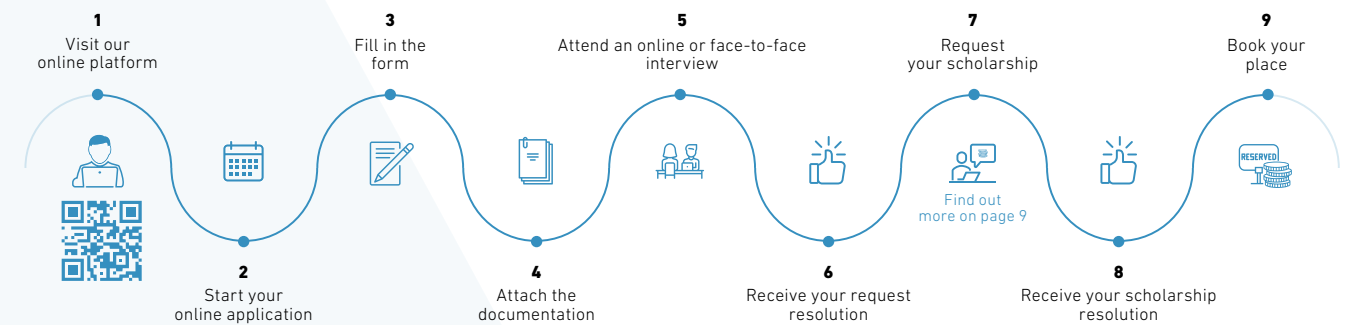 1
Visit our
online platform
2
Start your
online application
3
Fill in the
form
4
Attach the
documentation
5
Attend an online or face-to-face
interview
6
Receive your request
resolution
7
Request
your scholarship
Find out
more on page 9
8
Receive your scholarship
resolution
9
Book your
place
RESERVED